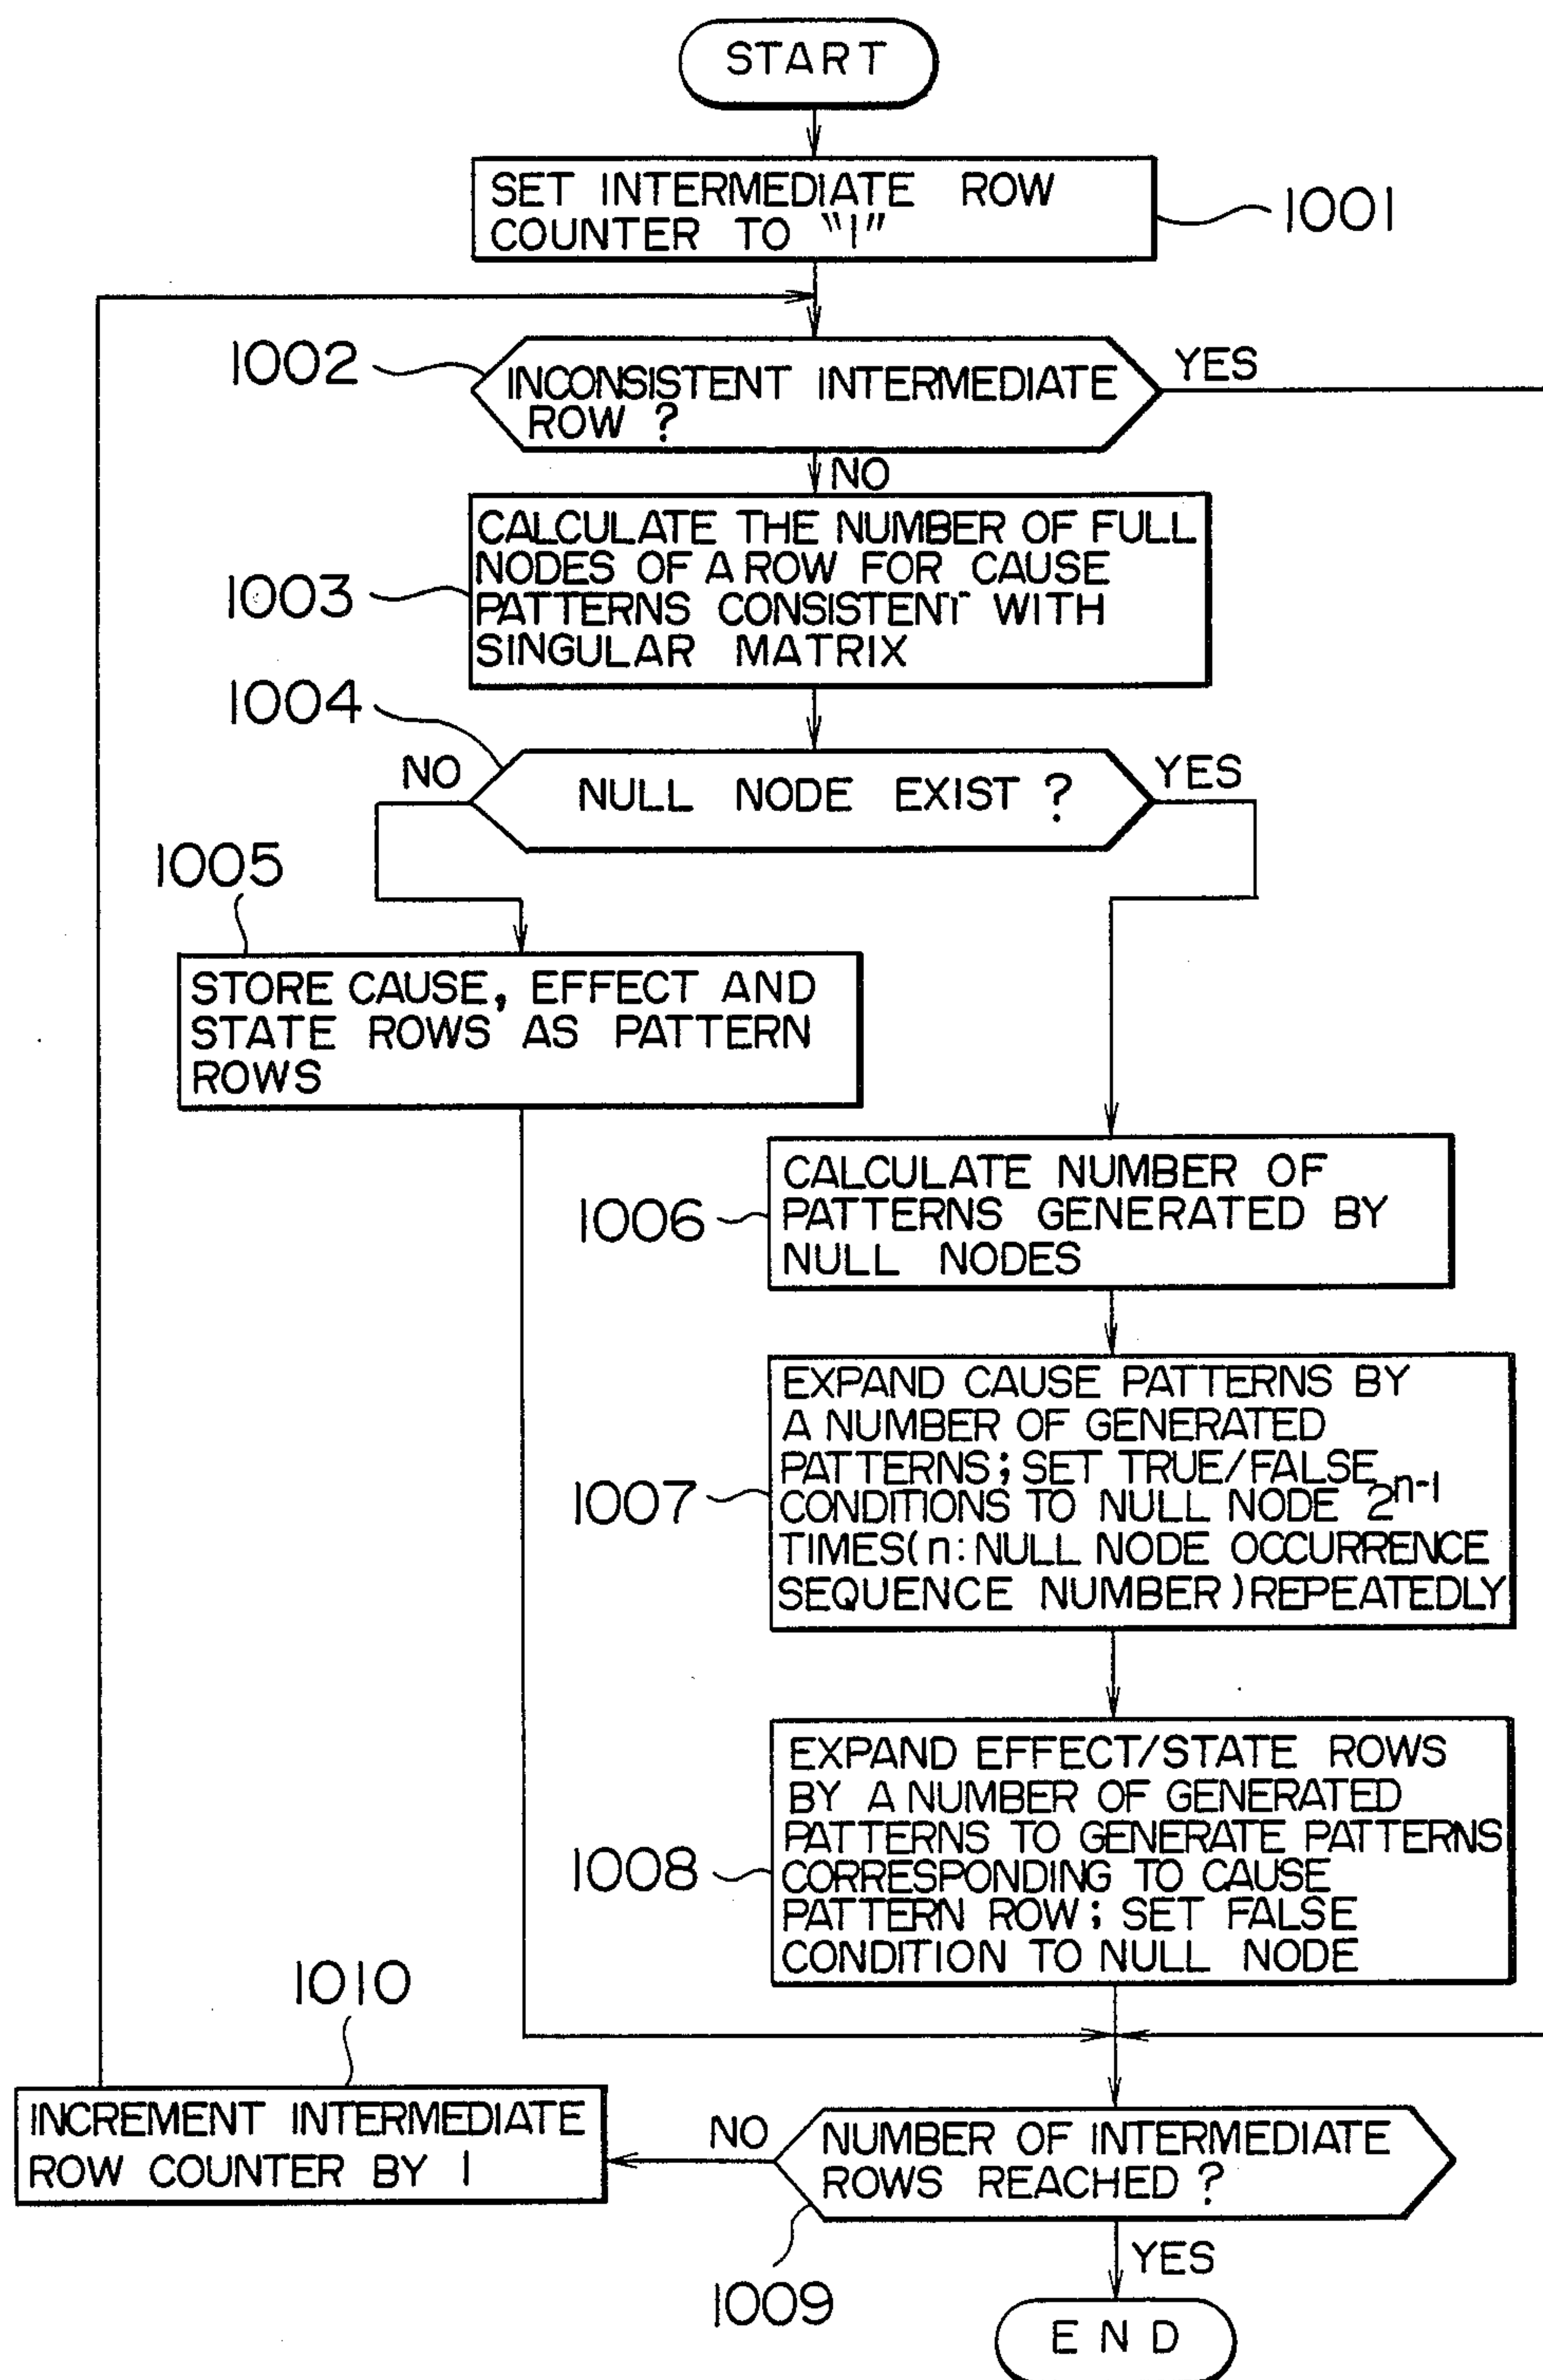 START
SET INTERMEDIATE ROW
COUNTER TO "1"
1001
1002
INCONSISTENT INTERMEDIATE
ROW ?
YES
NO
1003
CALCULATE THE NUMBER OF FULL
NODES OF A ROW FOR CAUSE
PATTERNS CONSISTENT WITH
SINGULAR MATRIX
1004
NO
NULL NODE EXIST ?
YES
1005
STORE CAUSE, EFFECT AND
STATE ROWS AS PATTERN
ROWS
1006
CALCULATE NUMBER OF
PATTERNS GENERATED BY
NULL NODES
1007
EXPAND CAUSE PATTERNS BY
A NUMBER OF GENERATED
PATTERNS; SET TRUE/FALSE
CONDITIONS TO NULL NODE 2^n-1
TIMES (n: NULL NODE OCCURRENCE
SEQUENCE NUMBER) REPEATEDLY
1008
EXPAND EFFECT/STATE ROWS
BY A NUMBER OF GENERATED
PATTERNS TO GENERATE PATTERNS
CORRESPONDING TO CAUSE
PATTERN ROW; SET FALSE
CONDITION TO NULL NODE
1010
INCREMENT INTERMEDIATE
ROW COUNTER BY 1
NO
NUMBER OF INTERMEDIATE
ROWS REACHED ?
1009
YES
END